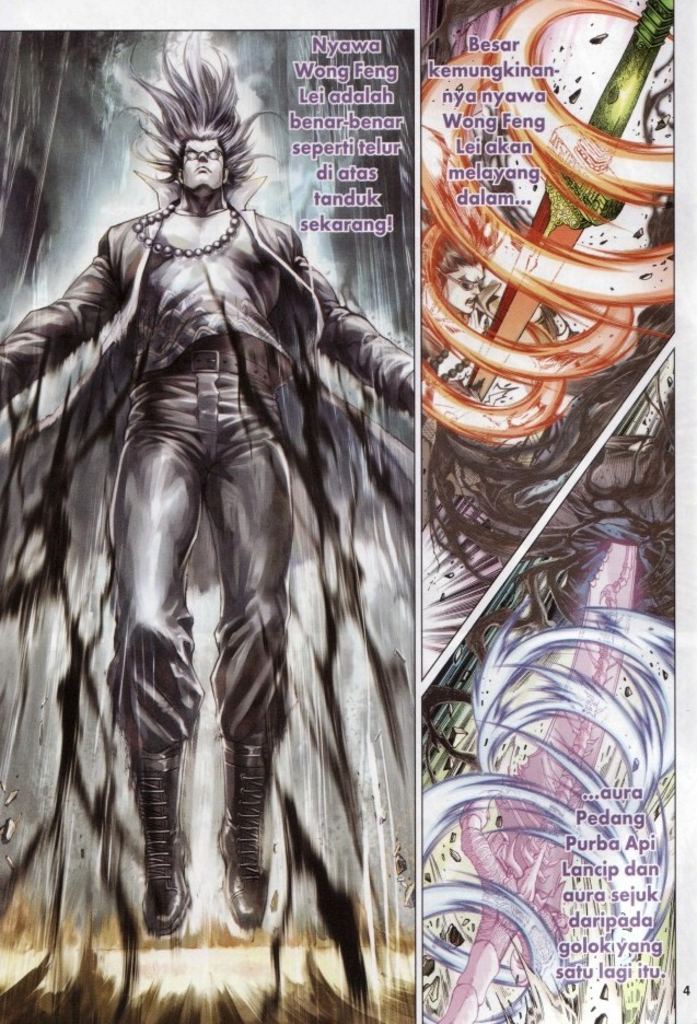 Nyawa
Wong Feng
Lei adalah
benar-benar
seperti telur
di atas
tanduk
sekarang!
Besar
kemungkinan-
nya nyawa
Wong Feng
Lei akan
melayang
dalam...
...aura
Pedang
Purba Api
Lancip dan
aura sejuk
daripada
golok yang
satu lagi itu.
4